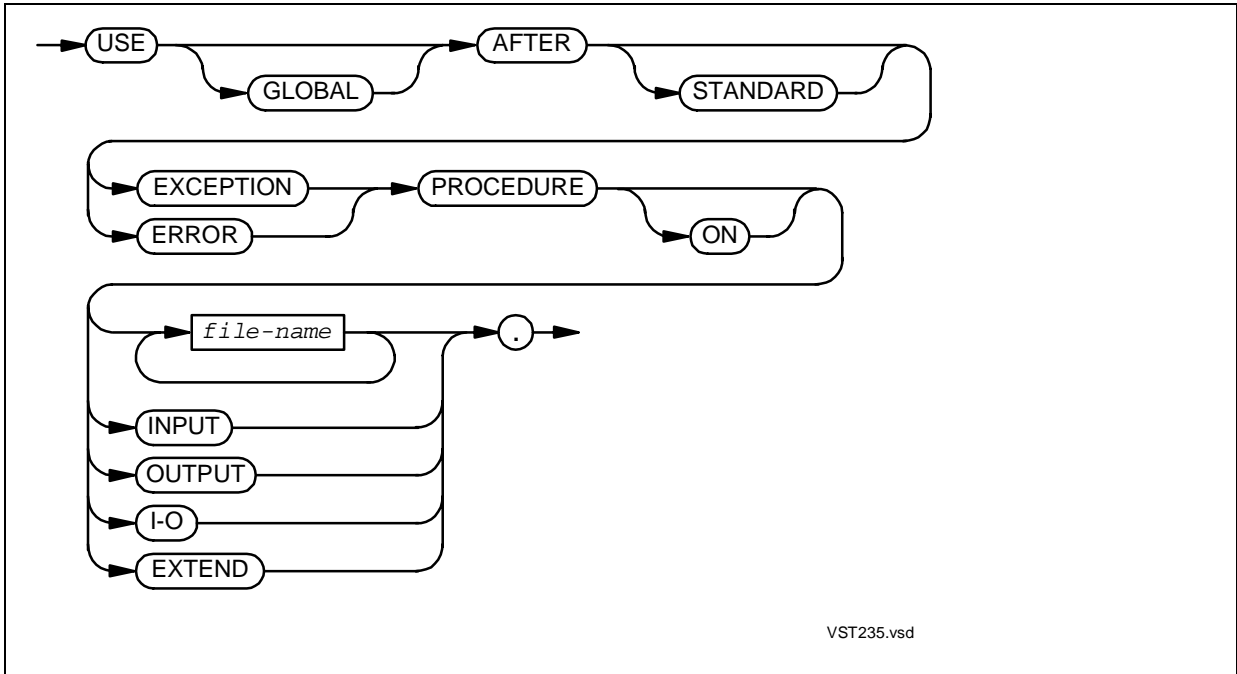 USE AFTER
GLOBAL STANDARD
EXCEPTION PROCEDURE
ERROR ON
file-name .
INPUT
OUTPUT
I-O
EXTEND
VST235.vsd